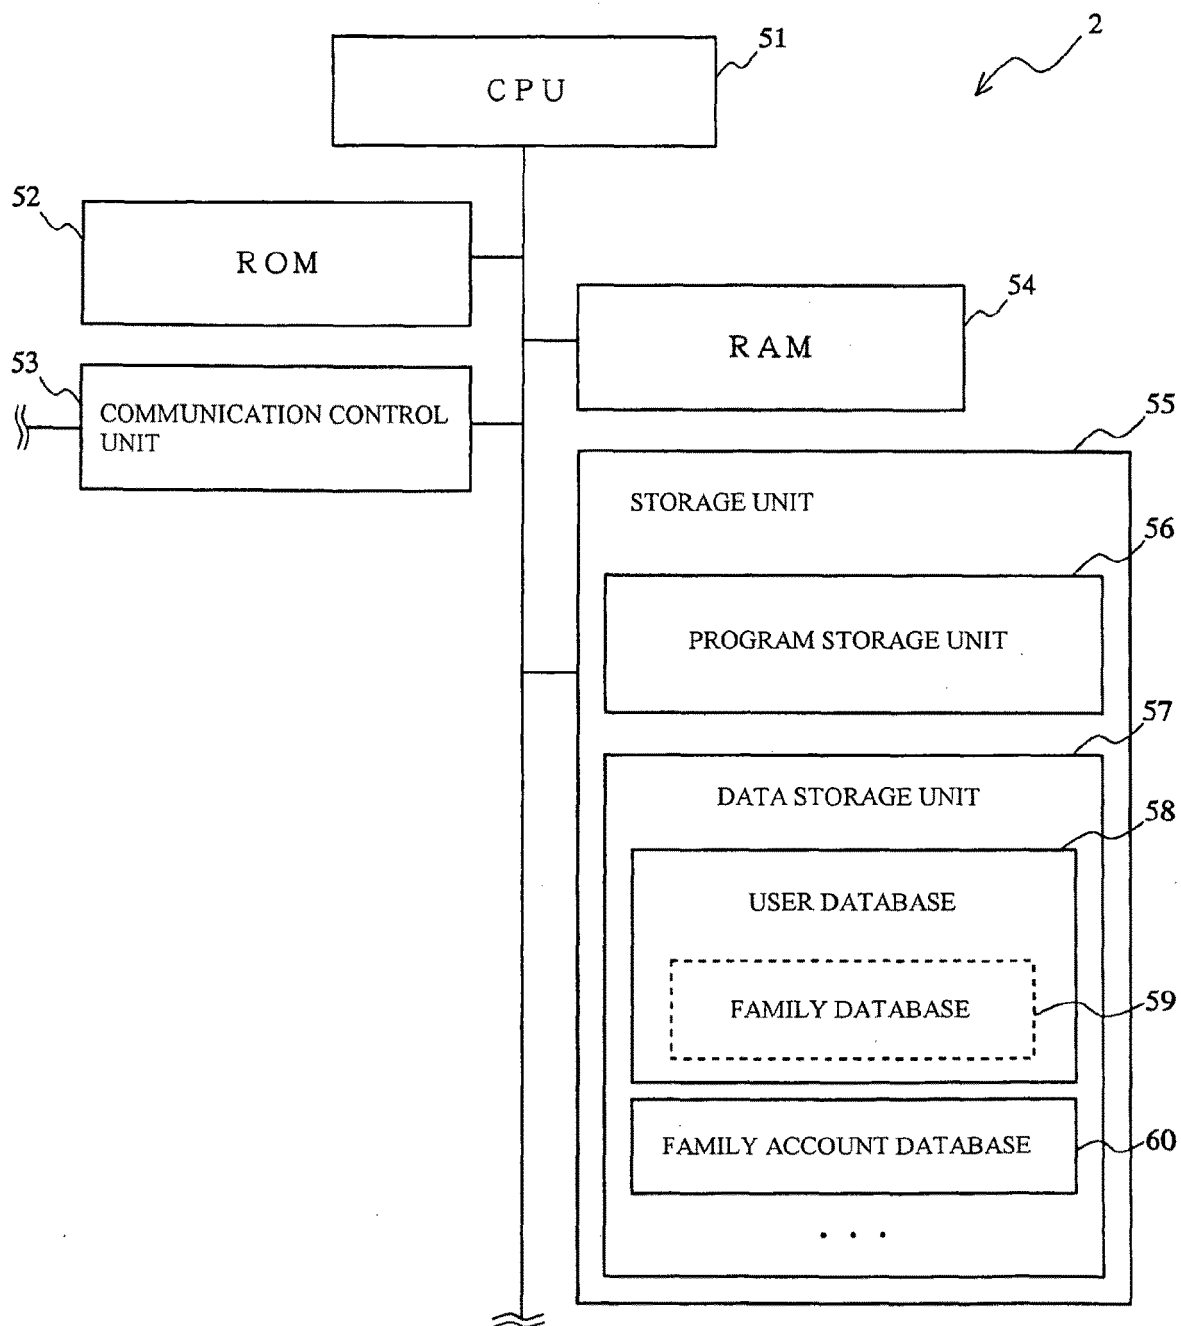 2
51
CPU
52
ROM
54
RAM
53
COMMUNICATION CONTROL
UNIT
55
STORAGE UNIT
56
PROGRAM STORAGE UNIT
57
DATA STORAGE UNIT
58
USER DATABASE
FAMILY DATABASE
59
FAMILY ACCOUNT DATABASE
60
. . .